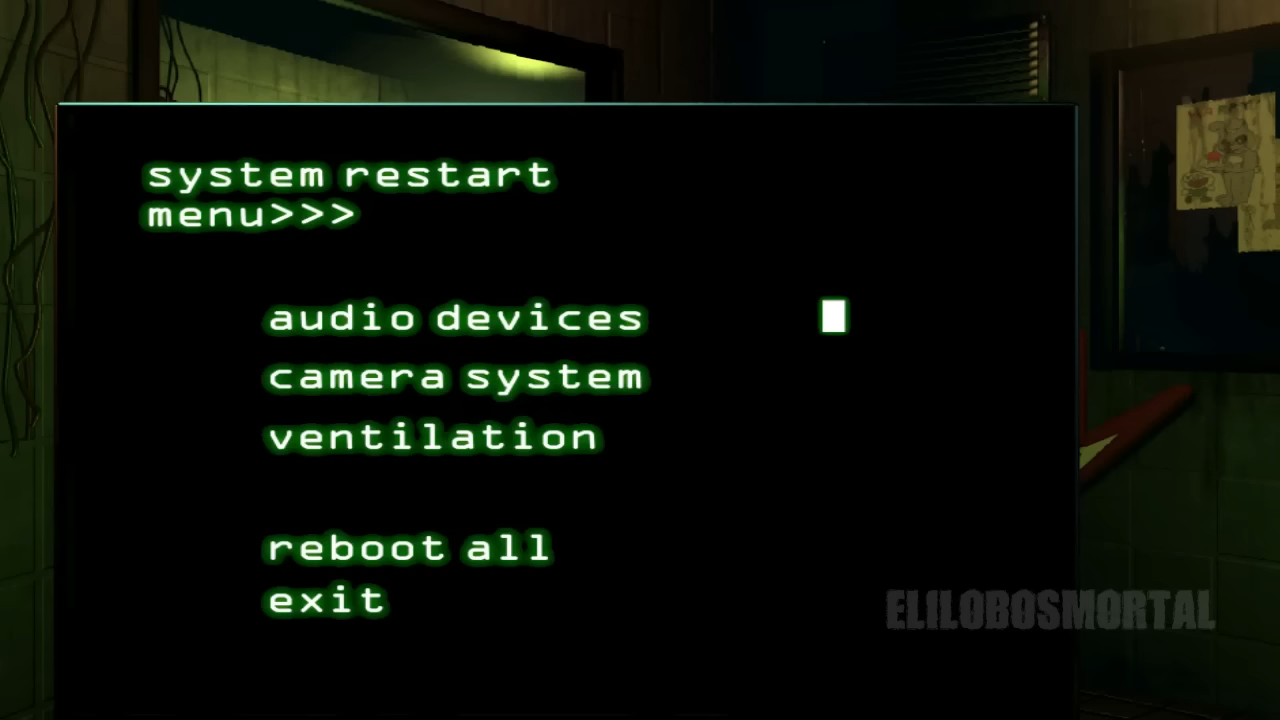 system restart
menu>>>
audio devices
camera system
ventilation
reboot all
exit
ELILOBOSMORTAL